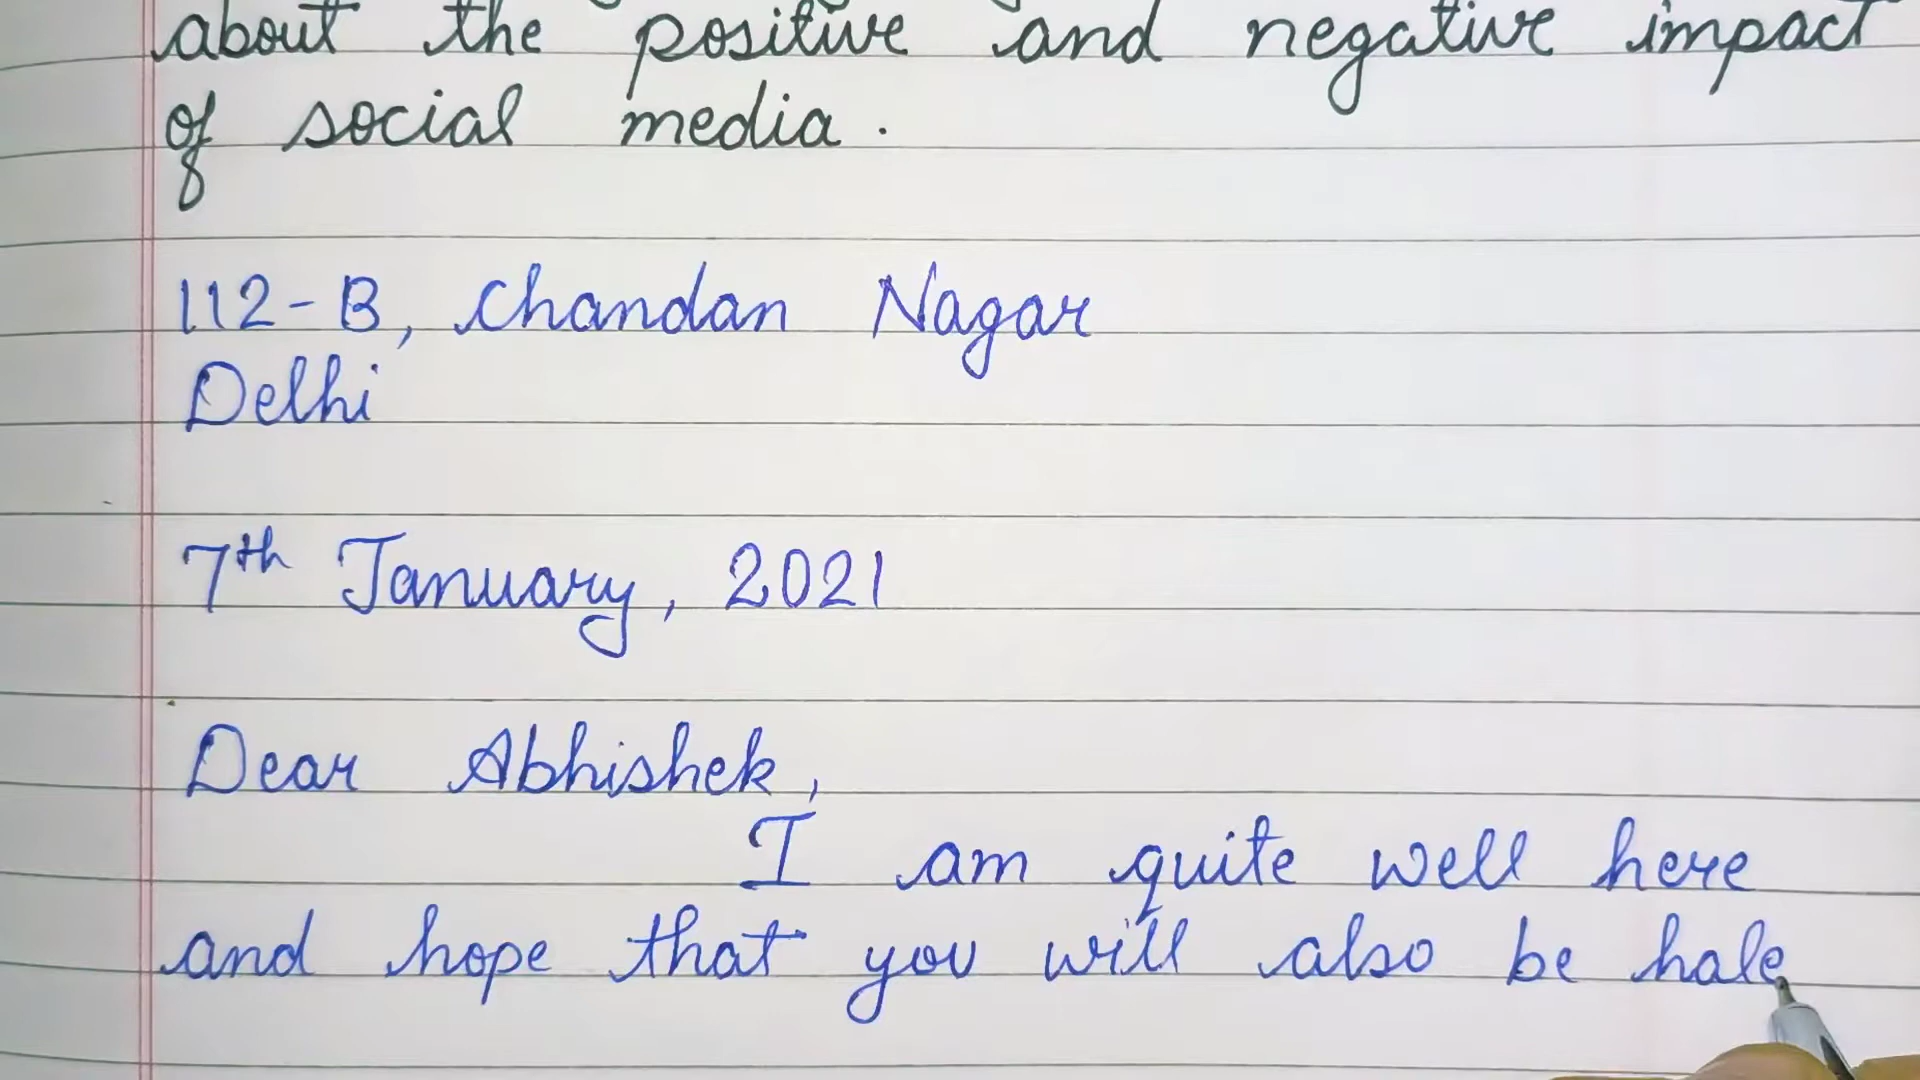 about the positive and negative impact
of social media.
112-B, Chandan Nagar
Delhi
7th January, 2021
Dear Abhishek,
I am quite well here
and hope that you will also be hale